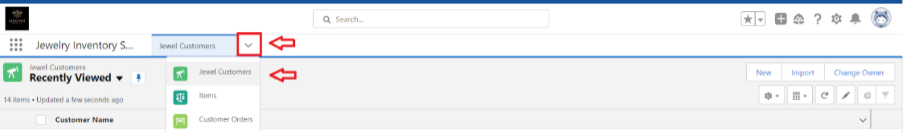 Search...
Jewelry Inventory S...
Jewel Customers
Jewel Customers
Recently Viewed
New
Import
Change Owner
14 items • Updated a few seconds ago
Customer Name
Jewel Customers
Items
Customer Orders